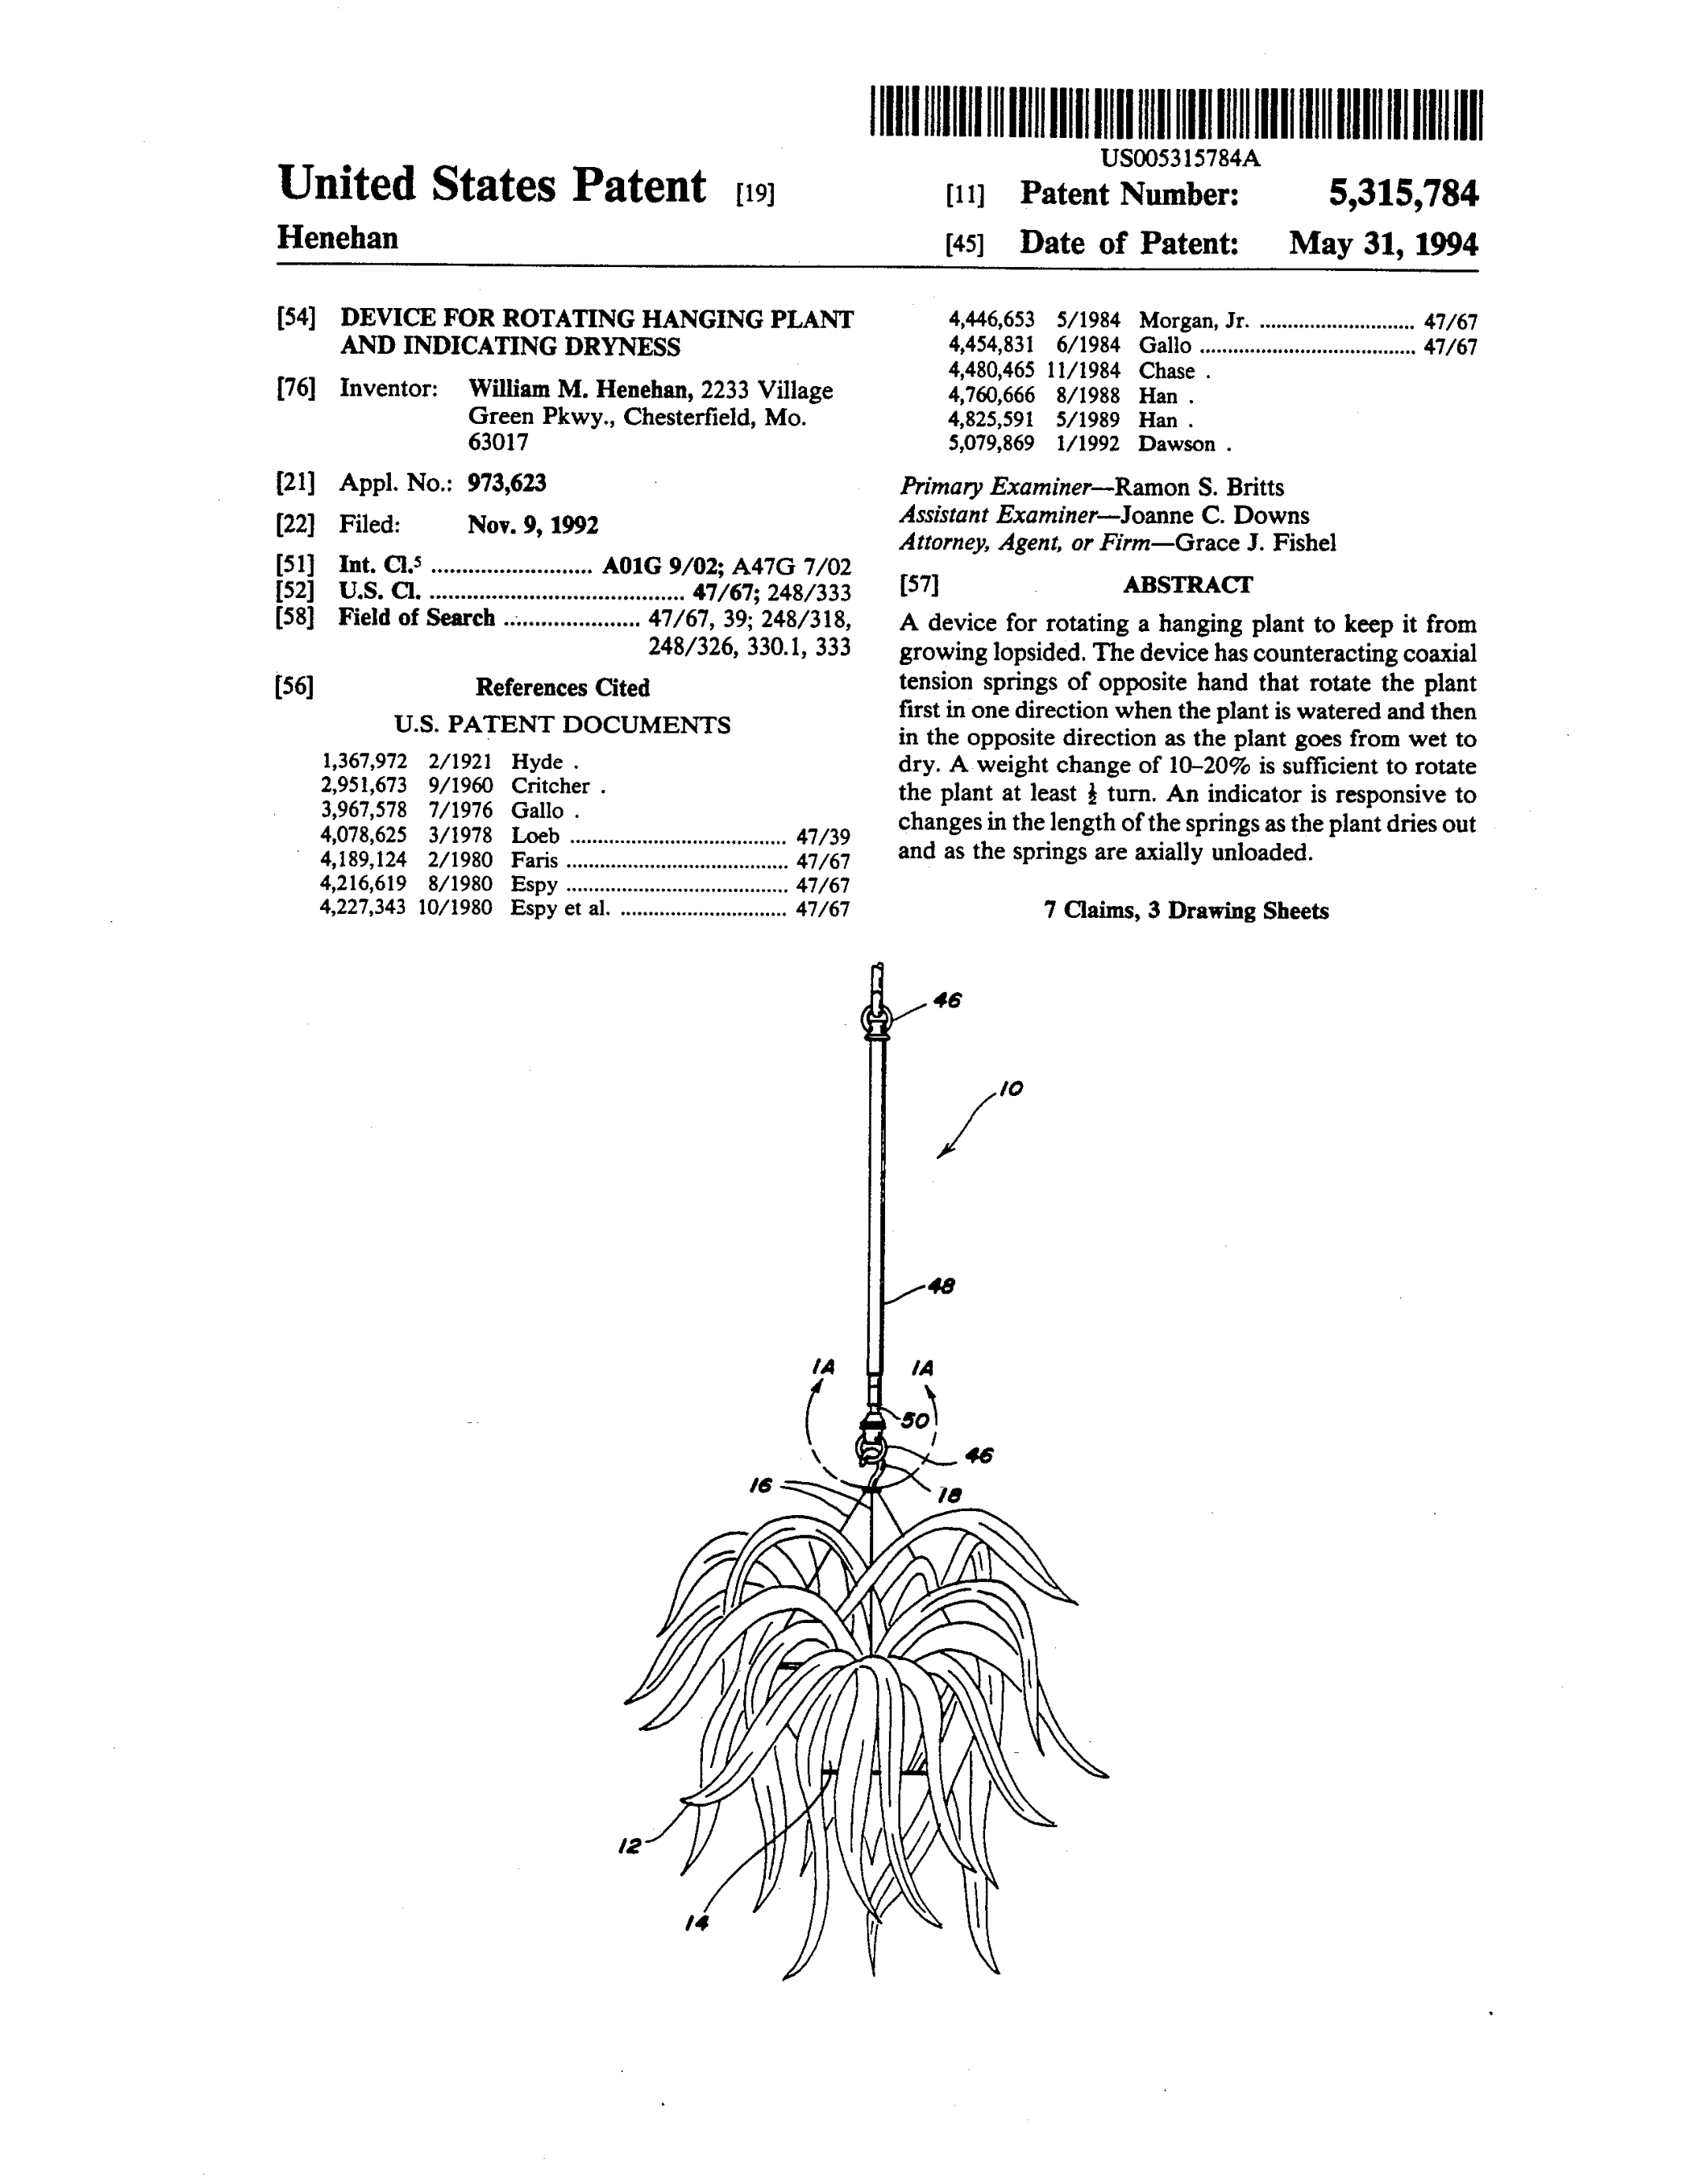 US005315784A
United States Patent [19]
Henehan
[11] Patent Number: 5,315,784
[45] Date of Patent: May 31, 1994
[54] DEVICE FOR ROTATING HANGING PLANT
AND INDICATING DRYNESS
[76] Inventor: William M. Henehan, 2233 Village
Green Pkwy., Chesterfield, Mo.
63017
[21] Appl. No.: 973,623
[22] Filed: Nov. 9, 1992
[51] Int. Cl.⁵ .......................... A01G 9/02; A47G 7/02
[52] U.S. Cl. ........................................ 47/67; 248/333
[58] Field of Search ........................ 47/67, 39; 248/318,
248/326, 330.1, 333
[56] References Cited
U.S. PATENT DOCUMENTS
1,367,972 2/1921 Hyde .
2,951,673 9/1960 Critcher .
3,967,578 7/1976 Gallo .
4,078,625 3/1978 Loeb ....................................... 47/39
4,189,124 2/1980 Faris ........................................ 47/67
4,216,619 8/1980 Espy ........................................ 47/67
4,227,343 10/1980 Espy et al. .............................. 47/67
4,446,653 5/1984 Morgan, Jr. ............................ 47/67
4,454,831 6/1984 Gallo ....................................... 47/67
4,480,465 11/1984 Chase .
4,760,666 8/1988 Han .
4,825,591 5/1989 Han .
5,079,869 1/1992 Dawson .
Primary Examiner—Ramon S. Britts
Assistant Examiner—Joanne C. Downs
Attorney, Agent, or Firm—Grace J. Fishel
[57] ABSTRACT
A device for rotating a hanging plant to keep it from
growing lopsided. The device has counteracting coaxial
tension springs of opposite hand that rotate the plant
first in one direction when the plant is watered and then
in the opposite direction as the plant goes from wet to
dry. A weight change of 10–20% is sufficient to rotate
the plant at least ½ turn. An indicator is responsive to
changes in the length of the springs as the plant dries out
and as the springs are axially unloaded.
7 Claims, 3 Drawing Sheets
46
10
48
1A 1A
50
46
16
18
12
14